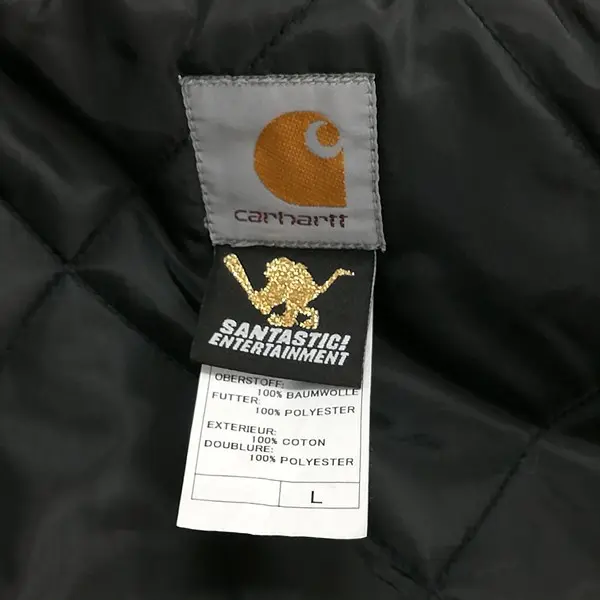 carhartt
SANTASTIC!
ENTERTAINMENT
OBERSTOFF:
100% BAUMWOLLE
FUTTER:
100% POLYESTER
EXTERIEUR:
100% COTON
DOUBLURE:
100% POLYESTER
L